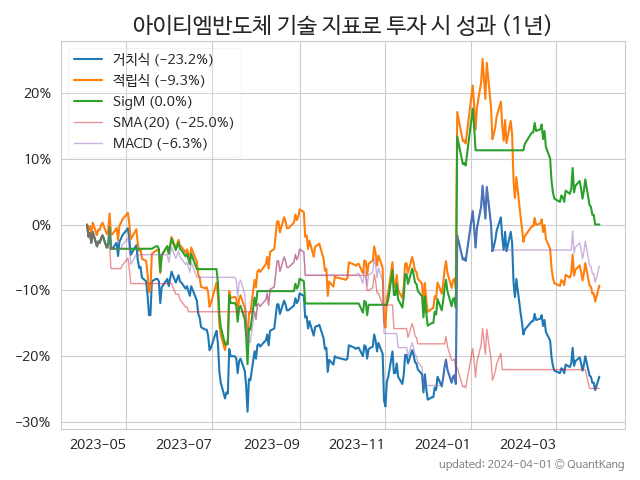 아이티엠반도체 기술 지표로 투자 시 성과 (1년)
거치식 (−23.2%)
적립식 (−9.3%)
SigM (0.0%)
SMA(20) (−25.0%)
MACD (−6.3%)
20%
10%
0%
−10%
−20%
−30%
2023-05 2023-07 2023-09 2023-11 2024-01 2024-03
updated: 2024-04-01 © QuantKang